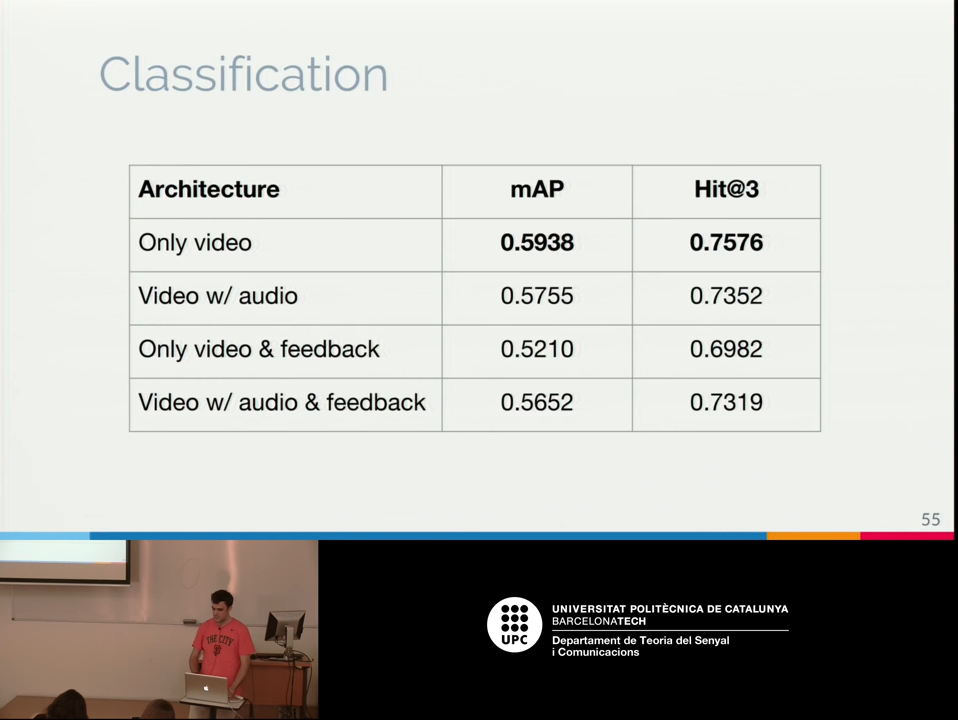 Classification
Architecture mAP Hit@3
Only video 0.5938 0.7576
Video w/ audio 0.5755 0.7352
Only video & feedback 0.5210 0.6982
Video w/ audio & feedback 0.5652 0.7319
55
THE CITY
UPC
UNIVERSITAT POLITÈCNICA DE CATALUNYA
BARCELONATECH
Departament de Teoria del Senyal
i Comunicacions